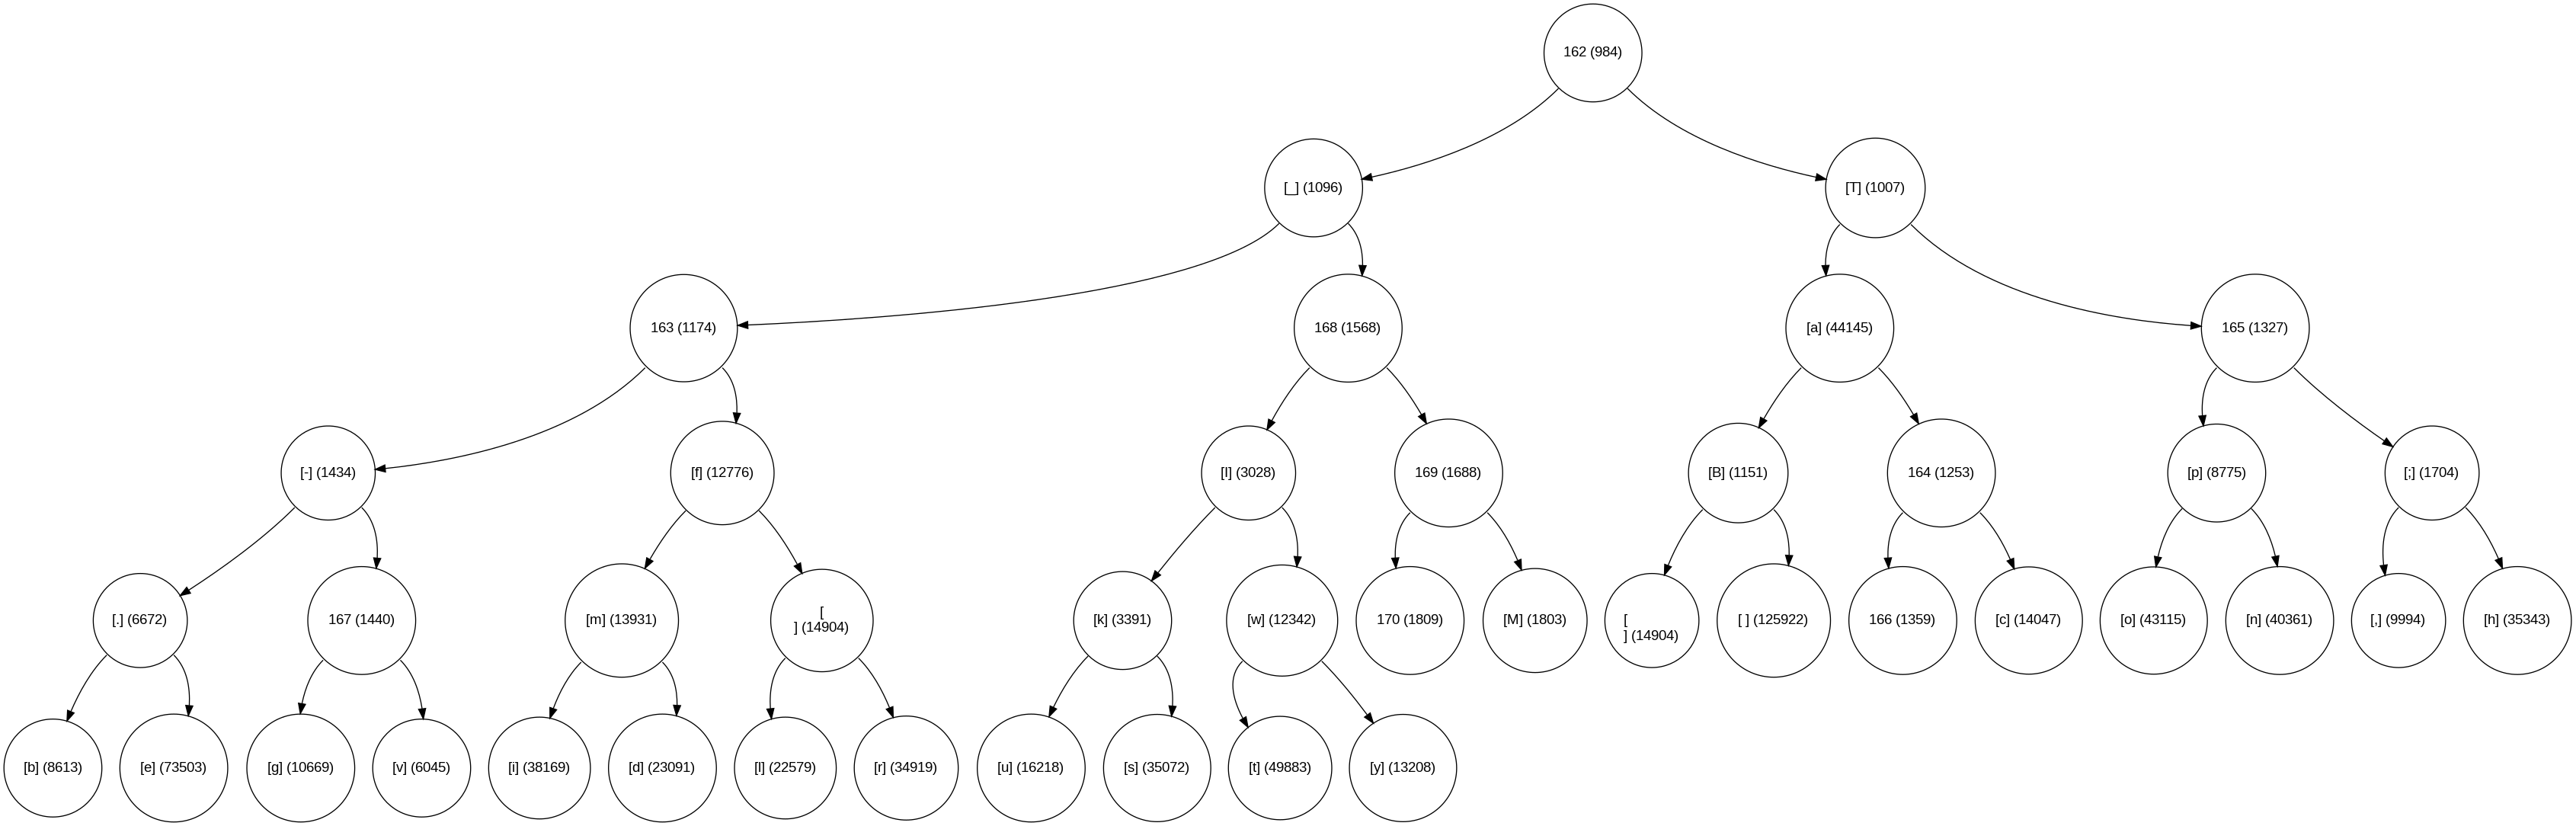 162 (984)
[_] (1096)
[T] (1007)
163 (1174)
168 (1568)
[a] (44145)
165 (1327)
[-] (1434)
[f] (12776)
[I] (3028)
169 (1688)
[B] (1151)
164 (1253)
[p] (8775)
[;] (1704)
[.] (6672)
167 (1440)
[m] (13931)
[
] (14904)
[k] (3391)
[w] (12342)
170 (1809)
[M] (1803)
[
] (14904)
[ ] (125922)
166 (1359)
[c] (14047)
[o] (43115)
[n] (40361)
[,] (9994)
[h] (35343)
[b] (8613)
[e] (73503)
[g] (10669)
[v] (6045)
[i] (38169)
[d] (23091)
[l] (22579)
[r] (34919)
[u] (16218)
[s] (35072)
[t] (49883)
[y] (13208)